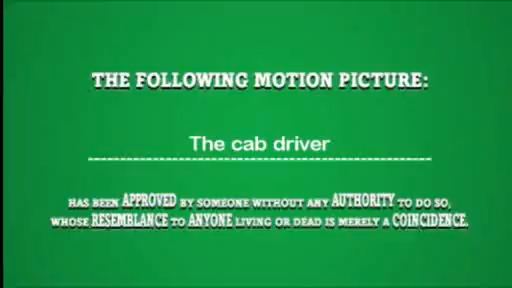 THE FOLLOWING MOTION PICTURE:
The cab driver
HAS BEEN APPROVED BY SOMEONE WITHOUT ANY AUTHORITY TO DO SO,
WHOSE RESEMBLANCE TO ANYONE LIVING OR DEAD IS MERELY A COINCIDENCE.